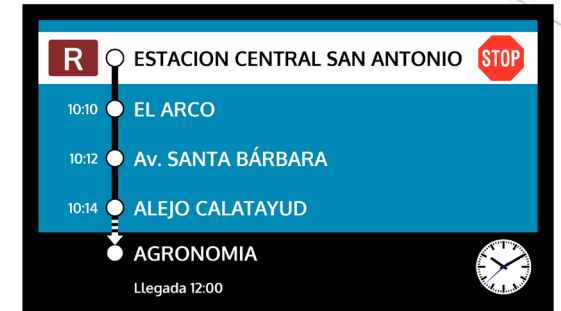 R ESTACION CENTRAL SAN ANTONIO STOP
10:10 EL ARCO
10:12 Av. SANTA BÁRBARA
10:14 ALEJO CALATAYUD
AGRONOMIA
Llegada 12:00